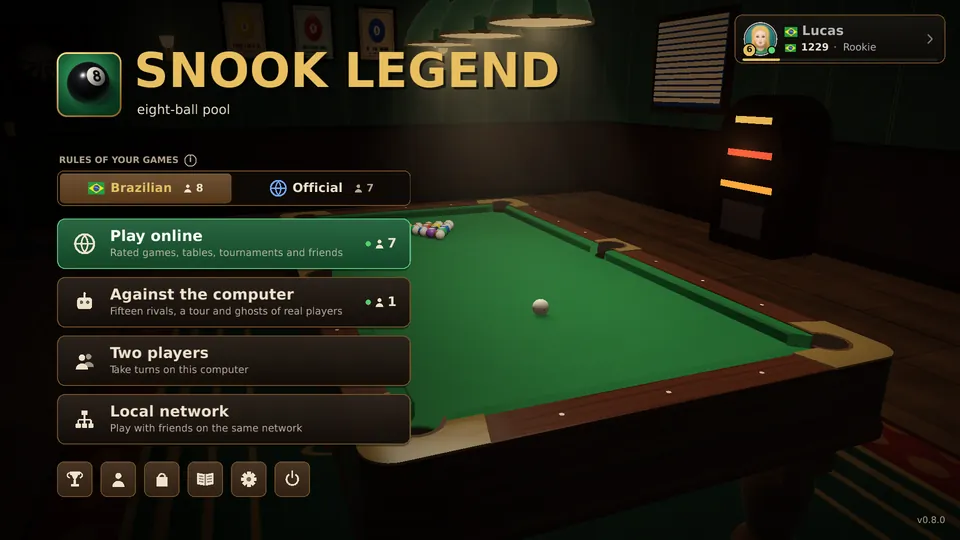 SNOOK LEGEND
eight-ball pool
Lucas
6
1229 · Rookie
8
RULES OF YOUR GAMES
Brazilian 8
Official 7
Play online
Rated games, tables, tournaments and friends
7
Against the computer
Fifteen rivals, a tour and ghosts of real players
1
Two players
Take turns on this computer
Local network
Play with friends on the same network
v0.8.0